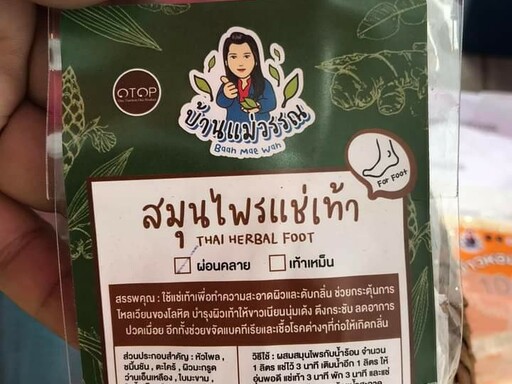 OTOP
บ้านแม่วรรณ
Baan Mae Wan
For Foot
สมุนไพรแช่เท้า
THAI HERBAL FOOT
ผ่อนคลาย เท้าเหม็น
สรรพคุณ : ใช้แช่เท้าเพื่อทำความสะอาดผิวและดับกลิ่น ช่วยกระตุ้นการ
ไหลเวียนของโลหิต บำรุงผิวเท้าให้ขาวเนียนนุ่มเด้ง ตึงกระชับ ลดอาการ
ปวดเมื่อย อีกทั้งช่วยขจัดแบคทีเรียและเชื้อโรคต่างๆที่ก่อให้เกิดกลิ่น
ส่วนประกอบสำคัญ : หัวไพล ,
ขมิ้นชัน , ตะไคร้ , ผิวมะกรูด
ว่านเอ็นเหลือง , ใบมะขาม ,
วิธีใช้ : ผสมสมุนไพรกับน้ำร้อน จำนวน
1 ลิตร แช่ไว้ 3 นาที เติมน้ำอีก 1 ลิตร ให้
อุ่นพอดี แช่เท้า 3 นาที พัก 3 นาที และแช่